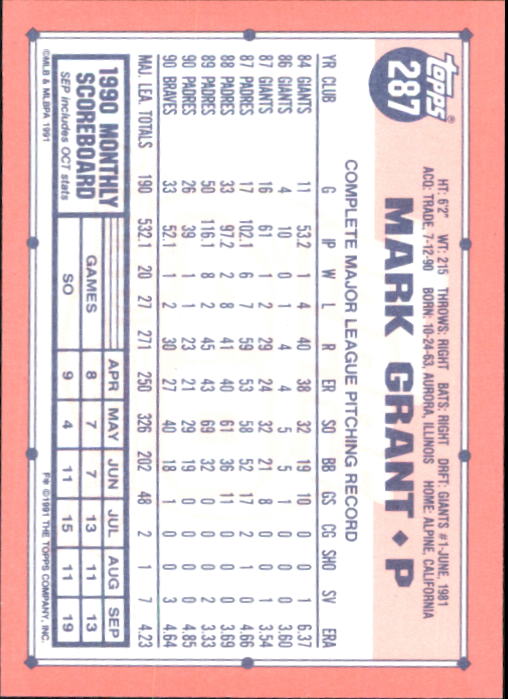 topps®
287
HT: 6'2" WT: 215 THROWS: RIGHT BATS: RIGHT DRFT: GIANTS #1-JUNE, 1981
ACQ: TRADE, 7-12-90 BORN: 10-24-63, AURORA, ILLINOIS HOME: ALPINE, CALIFORNIA
MARK GRANT ♦ P
COMPLETE MAJOR LEAGUE PITCHING RECORD
YR CLUB G IP W L R ER SO BB GS CG SHO SV ERA
84 GIANTS 11 53.2 1 4 40 38 32 19 10 0 0 1 6.37
86 GIANTS 4 10 0 1 4 4 5 5 1 0 0 0 3.60
87 GIANTS 16 61 1 2 29 24 32 21 8 0 0 1 3.54
87 PADRES 17 102.1 6 7 59 53 58 52 17 2 1 0 4.66
88 PADRES 33 97.2 2 8 41 40 61 36 11 0 0 0 3.69
89 PADRES 50 116.1 8 2 45 43 69 32 0 0 0 2 3.33
90 PADRES 26 39 1 1 23 21 29 19 0 0 0 0 4.85
90 BRAVES 33 52.1 1 2 30 27 40 18 1 0 0 3 4.64
MAJ. LEA. TOTALS 190 532.1 20 27 271 250 326 202 48 2 1 7 4.23
1990 MONTHLY
SCOREBOARD
SEP includes OCT stats
APR MAY JUN JUL AUG SEP
GAMES 8 7 7 13 11 13
SO 9 4 11 15 11 19
©MLB & MLBPA 1991
F* ©1991 THE TOPPS COMPANY, INC.